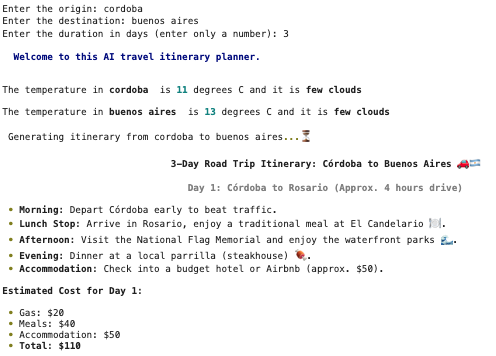 Enter the origin: cordoba
Enter destination: buenos aires
Enter the duration in days (enter only a number): 3
Welcome to this AI travel itinerary planner.
The temperature in cordoba is 11 degrees C and it is few clouds
The temperature in buenos aires is 13 degrees C and it is few clouds
Generating itinerary from cordoba to buenos aires...⏳
3-Day Road Trip Itinerary: Córdoba to Buenos Aires 🚗🇦🇷
Day 1: Córdoba to Rosario (Approx. 4 hours drive)
• Morning: Depart Córdoba early to beat traffic.
• Lunch Stop: Arrive in Rosario, enjoy a traditional meal at El Candelario 🍽️.
• Afternoon: Visit the National Flag Memorial and enjoy the waterfront parks 🌊.
• Evening: Dinner at a local parrilla (steakhouse) 🍖.
• Accommodation: Check into a budget hotel or Airbnb (approx. $50).
Estimated Cost for Day 1:
• Gas: $20
• Meals: $40
• Accommodation: $50
• Total: $110